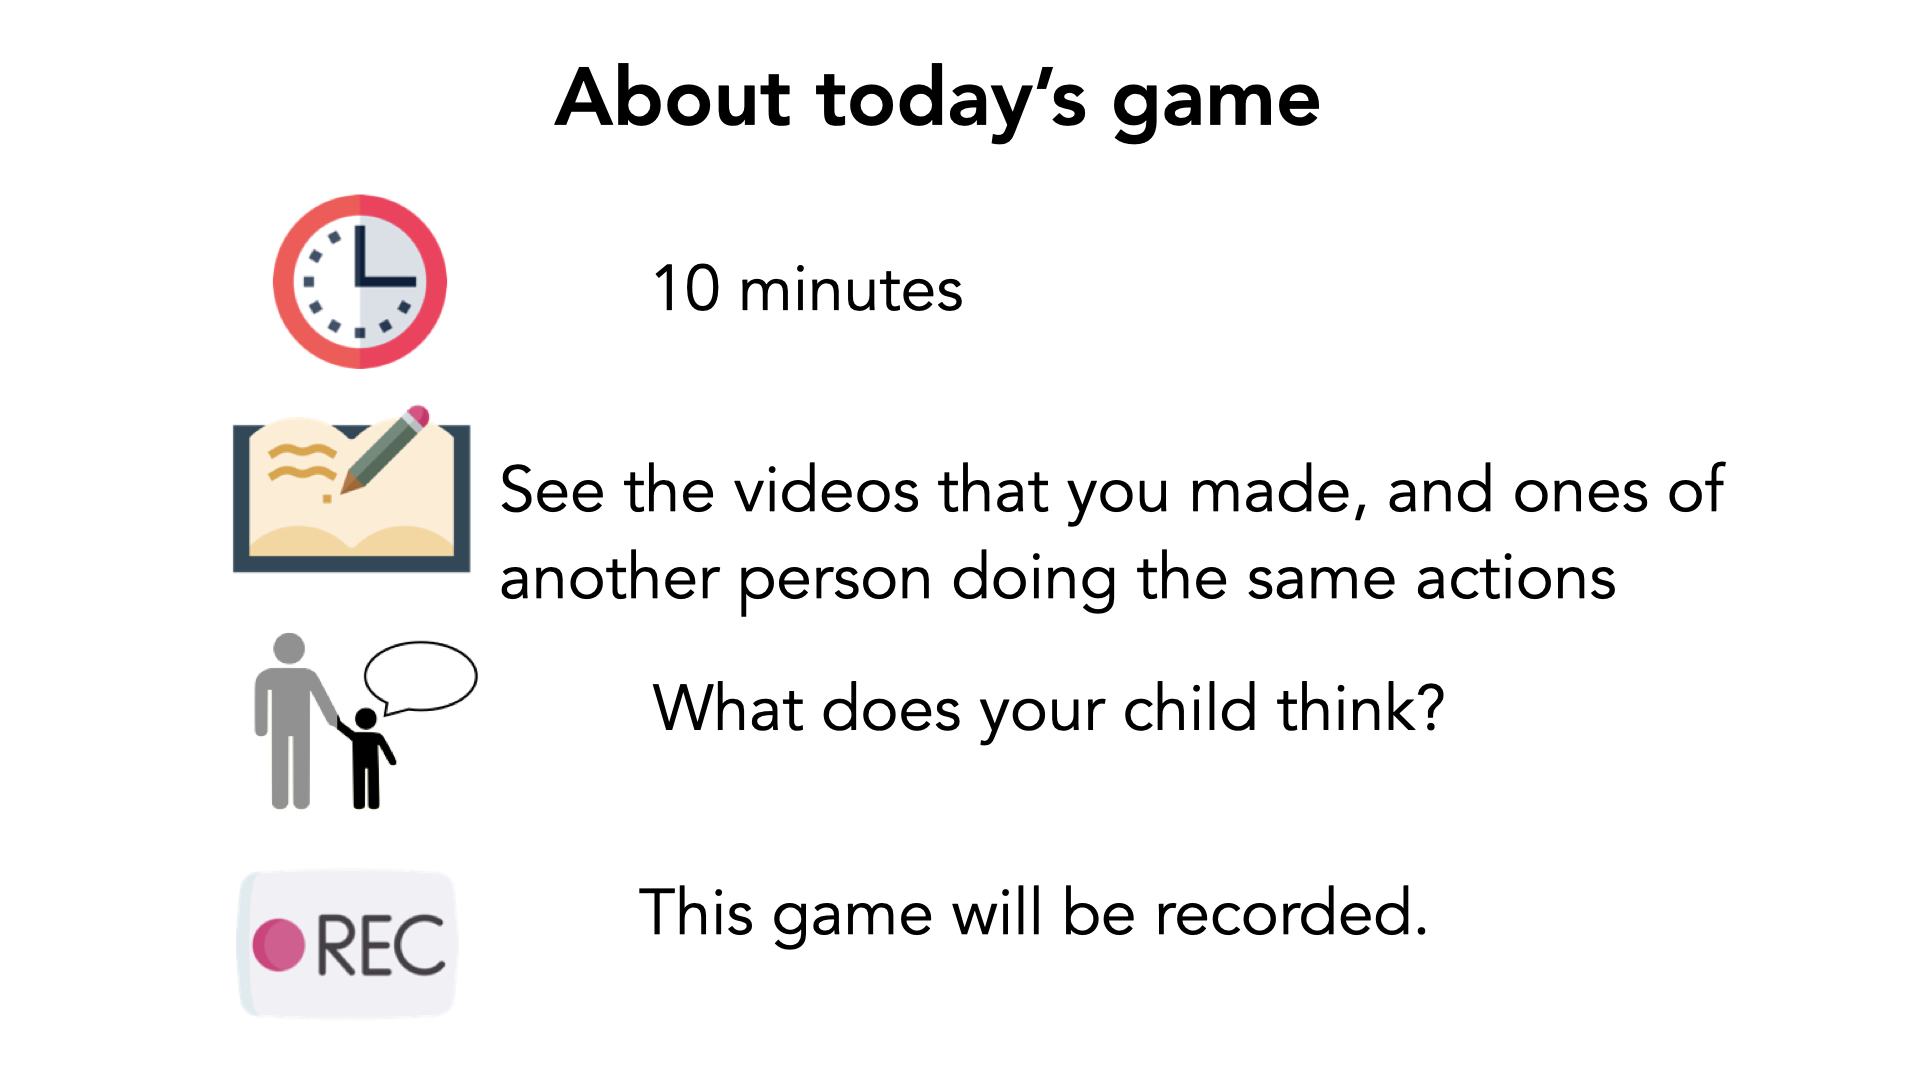 About today’s game
10 minutes
See the videos that you made, and ones of
another person doing the same actions
What does your child think?
REC
This game will be recorded.